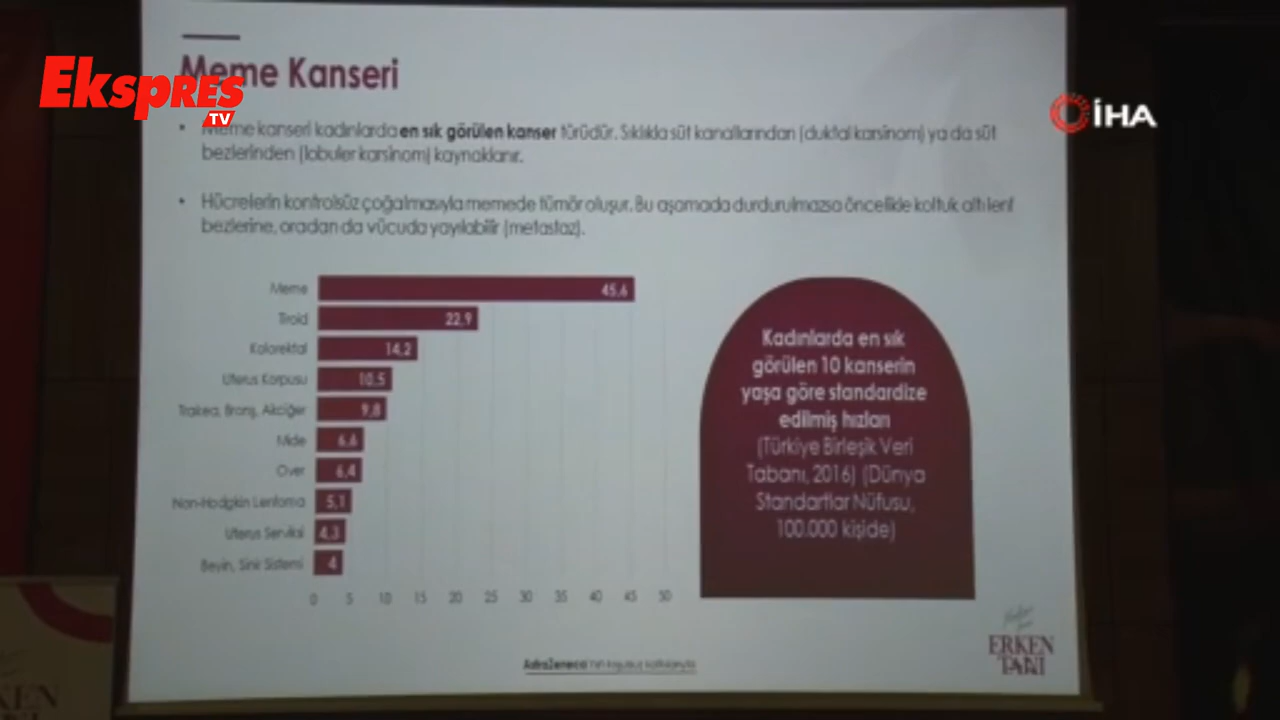 Ekspres
TV
İHA
Meme Kanseri
• Meme kanseri kadınlarda en sık görülen kanser türüdür. Sıklıkla süt kanallarından (duktal karsinom) ya da süt
bezlerinden (lobuler karsinom) kaynaklanır.
• Hücrelerin kontrolsüz çoğalmasıyla memede tümör oluşur. Bu aşamada durdurulmazsa öncelikle koltuk altı lenf
bezlerine, oradan da vücuda yayılabilir (metastaz).
Meme 45,6
Tiroid 22,9
Kolorektal 14,2
Uterus Korpusu 10,5
Trakea, Bronş, Akciğer 9,8
Mide 6,6
Over 6,4
Non-Hodgkin Lenfoma 5,1
Uterus Serviksi 4,3
Beyin, Sinir Sistemi 4
0 5 10 15 20 25 30 35 40 45 50
Kadınlarda en sık
görülen 10 kanserin
yaşa göre standardize
edilmiş hızları
(Türkiye Birleşik Veri
Tabanı, 2016) (Dünya
Standartlar Nüfusu,
100.000 kişide)
AstraZeneca'nın koşulsuz katkılarıyla
ERKEN
TANI
KEN